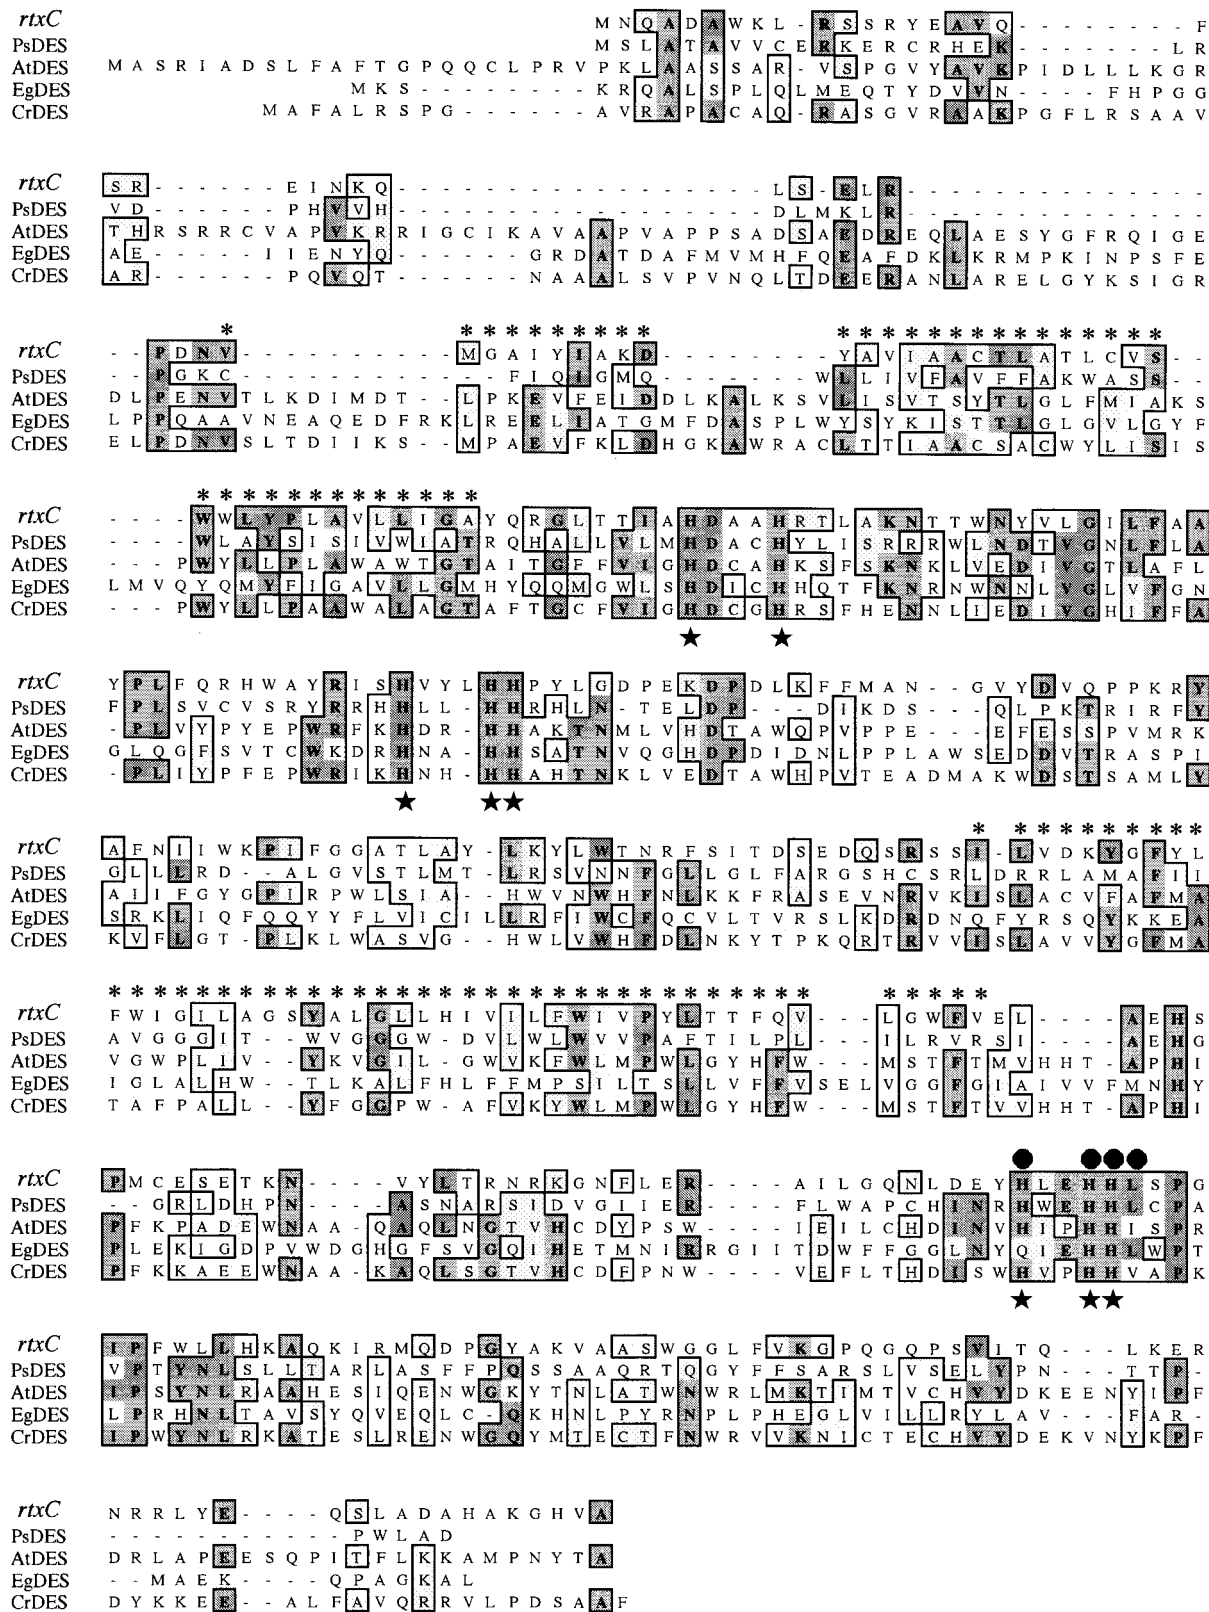 rtxC M N Q A D A W K L - R S S R Y E A V Q - - - - - - - F
PsDES M S L A T A V V C E R K E R C R H E K - - - - - - - L R
AtDES M A S R I A D S L F A F T G P Q Q C L P R V P K L A A S S A R - V S P G V Y A V K P I D L L L K G R
EgDES M K S - - - - - - - K R Q A L S P L Q L M E Q T Y D V V N - - - - F H P G G
CrDES M A F A L R S P G - - - - - - A V R A P A C A Q - R A S G V R A A K P G F L R S A A V
rtxC S R - - - - - - E I N K Q - - - - - - - - - - - - - - - - - L S - E L R - - - - - - - - - - - - - -
PsDES V D - - - - - - P H V V H - - - - - - - - - - - - - - - - - D L M K L R - - - - - - - - - - - - - -
AtDES T H R S R R C V A P V K R R I G C I K A V A A P V A P P S A D S A E D R E Q L A E S Y G F R Q I G E
EgDES A E - - - - - I I E N Y Q - - - - - - G R D A T D A F M V M H F Q E A F D K L K R M P K I N P S F E
CrDES A R - - - - - - P Q V Q T - - - - - - N A A A L S V P V N Q L T D E E R A N L A R E L G Y K S I G R
* * * * * * * * * * * * * * * * * * * * * * * *
rtxC - - P D N V - - - - - - - - - - M G A I Y I A K D - - - - - - - - Y A V I A A C T L A T L C V S - -
PsDES - - P G K C - - - - - - - - - - - - F I Q I G M Q - - - - - - - W L L I V F A V F F A K W A S S - -
AtDES D L P E N V T L K D I M D T - - L P K E V F E I D D L K A L K S V L I S V T S Y T L G L F M I A K S
EgDES L P P Q A A V N E A Q E D F R K L R E E L I A T G M F D A S P L W Y S Y K I S T T L G L G V L G Y F
CrDES E L P D N V S L T D I I K S - - M P A E V F K L D H G K A W R A C L T T I A A C S A C W Y L I S I S
* * * * * * * * * * * * *
rtxC - - - - W W L Y P L A V L L I G A Y Q R G L T T I A H D A A H R T L A K N T T W N Y V L G I L F A A
PsDES - - - - W L A Y S I S I V W I A T R Q H A L L V L M H D A C H Y L I S R R R W L N D T V G N L F L A
AtDES - - - P W Y L L P L A W A W T G T A I T G F F V I G H D C A H K S F S K N K L V E D I V G T L A F L
EgDES L M V Q Y Q M Y F I G A V L L G M H Y Q Q M G W L S H D I C H H Q T F K N R N W N N L V G L V F G N
CrDES - - - P W Y L L P A A W A L A G T A F T G C F V I G H D C G H R S F H E N N L I E D I V G H I F F A
★ ★
rtxC Y P L F Q R H W A Y R I S H V Y L H H P Y L G D P E K D P D L K F F M A N - - G V Y D V Q P P K R Y
PsDES F P L S V C V S R Y R R H H L L - H H R H L N - T E L D P - - D I K D S - - Q L P K T R I R F Y
AtDES - P L V Y P Y E P W R F K H D R - H H A K T N M L V H D T A W Q P V P P E - - E F E S S P V M R K
EgDES G L Q G F S V T C W K D R H N A - H H S A T N V Q G H D P D I D N L P P L A W S E D D V T R A S P I
CrDES - P L I Y P F E P W R I K H N H - H H A H T N K L V E D T A W H P V T E A D M A K W D S T S A M L Y
★ ★ ★
* * * * * * * * * *
rtxC A F N I I W K P I F G G A T L A Y - L K Y L W T N R F S I T D S E D Q S R S S I - L V D K Y G F Y L
PsDES G L L L R D - - A L G V S T L M T - L R S V N N F G L L G L F A R G S H C S R L D R R L A M A F I I
AtDES A I I F G Y G P I R P W L S I A - - H W V N W H F N L K K F R A S E V N R V K I S L A C V F A F M A
EgDES S R K L I Q F Q Q Y Y F L V I C I L L R F I W C F Q C V L T V R S L K D R D N Q F Y R S Q Y K K E A
CrDES K V F L G T - P L K L W A S V G - - H W L V W H F D L N K Y T P K Q R T R V V I S L A V V Y G F M A
* * * * * * * * * * * * * * * * * * * * * * * * * * * * * * * * * * * * *
rtxC F W I G I L A G S Y A L G L L H I V I L F W I V P Y L T T F Q V - - - L G W F V E L - - - - A E H S
PsDES A V G G G I T - - W V G G G W - D V L W L W V V P A F T I L P L - - - I L R V R S I - - - - A E H G
AtDES V G W P L I V - - Y K V G I L - G W V K F W L M P W L G Y H F W - - - M S T F T M V H H T - A P H I
EgDES I G L A L H W - - T L K A L F H L F F M P S I L T S L L V F F V S E L V G G F G I A I V V F M N H Y
CrDES T A F P A L L - - Y F G G P W - A F V K Y W L M P W L G Y H F W - - - M S T F T V V H H T - A P H I
● ● ● ●
rtxC P M C E S E T K N - - - - - V Y L T R N R K G N F L E R - - - - A I L G Q N L D E Y H L E H H L S P G
PsDES - - G R L D H P N - - - - A S N A R S I D V G I I E R - - - - F L W A P C H I N R H W E H H L C P A
AtDES P F K P A D E W N A A - Q A Q L N G T V H C D Y P S W - - - - I E I L C H D I N V H I P H H I S P R
EgDES P L E K I G D P V W D G H G F S V G Q I H E T M N I R R G I I T D W F F G G L N Y Q I E H H L W P T
CrDES P F K K A E E W N A A - K A Q L S G T V H C D F P N W - - - - V E F L T H D I S W H V P H H V A P K
★ ★ ★
rtxC I P F W L L H K A Q K I R M Q D P G Y A K V A A S W G G L F V K G P Q G Q P S V I T Q - - - L K E R
PsDES V P T Y N L S L L T A R L A S F F P Q S S A A Q R T Q G Y F F S A R S L V S E L Y P N - - - T T P -
AtDES I P S Y N L R A A H E S I Q E N W G K Y T N L A T W N W R L M K T I M T V C H V Y D K E E N Y I P F
EgDES L P R H N L T A V S Y Q V E Q L C - Q K H N L P Y R N P L P H E G L V I L L R Y L A V - - - F A R -
CrDES I P W Y N L R K A T E S L R E N W G Q Y M T E C T F N W R V V K N I C T E C H V Y D E K V N Y K P F
rtxC N R R L Y E - - - - Q S L A D A H A K G H V A
PsDES - - - - - - - - - - - P W L A D
AtDES D R L A P E E S Q P I T F L K K A M P N Y T A
EgDES - - M A E K - - - - Q P A G K A L
CrDES D Y K K E E - - A L F A V Q R R V L P D S A A F